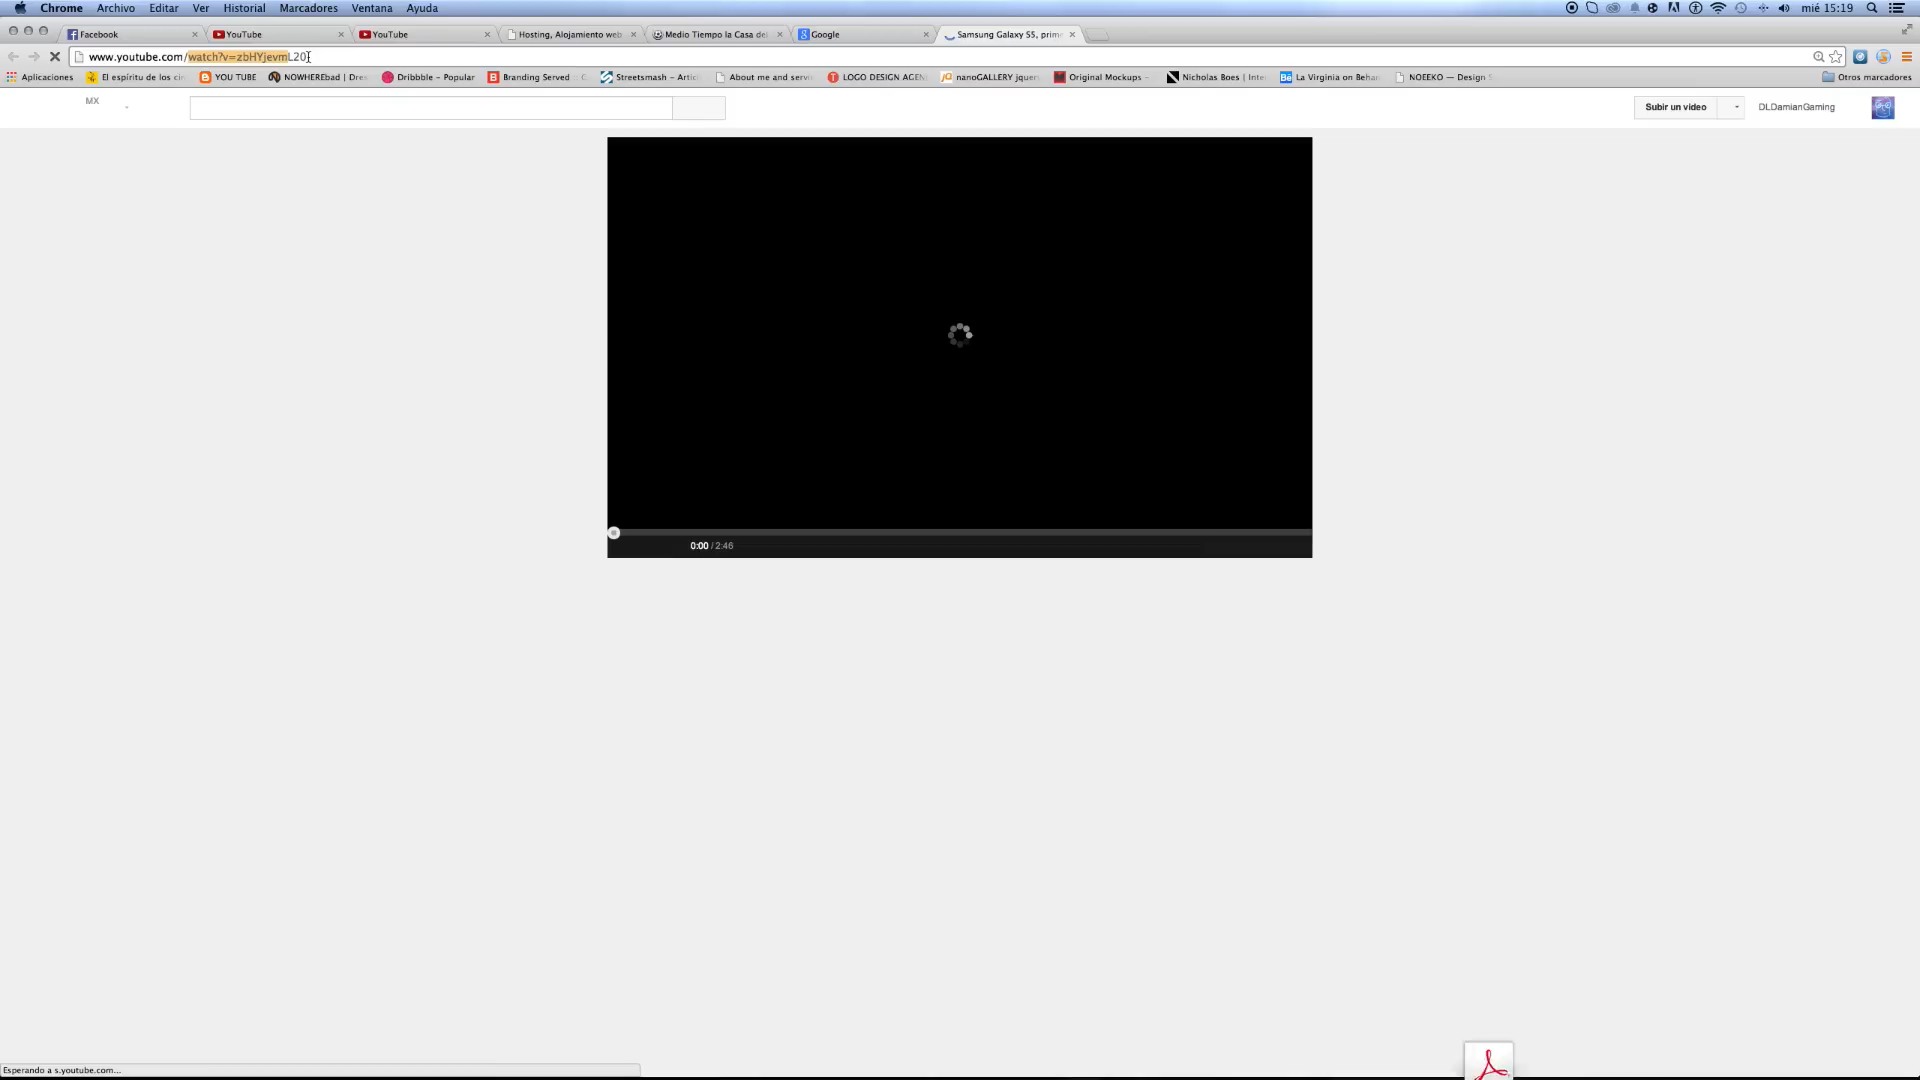 Chrome Archivo Editar Ver Historial Marcadores Ventana Ayuda mié 15:19
Facebook YouTube YouTube Hosting, Alojamiento web Medio Tiempo la Casa del Google Samsung Galaxy S5, prim
www.youtube.com/watch?v=zbHYjevmL20
Aplicaciones El espíritu de los cin YOU TUBE NOWHEREbad | Dres Dribbble - Popular Branding Served :: G Streetsmash - Artic About me and servi LOGO DESIGN AGEN nanoGALLERY jquer Original Mockups - Nicholas Boes | Inter La Virginia on Behan NOEEKO — Design S Otros marcadores
MX Subir un video DLDamianGaming
0:00 / 2:46
Esperando a s.youtube.com...